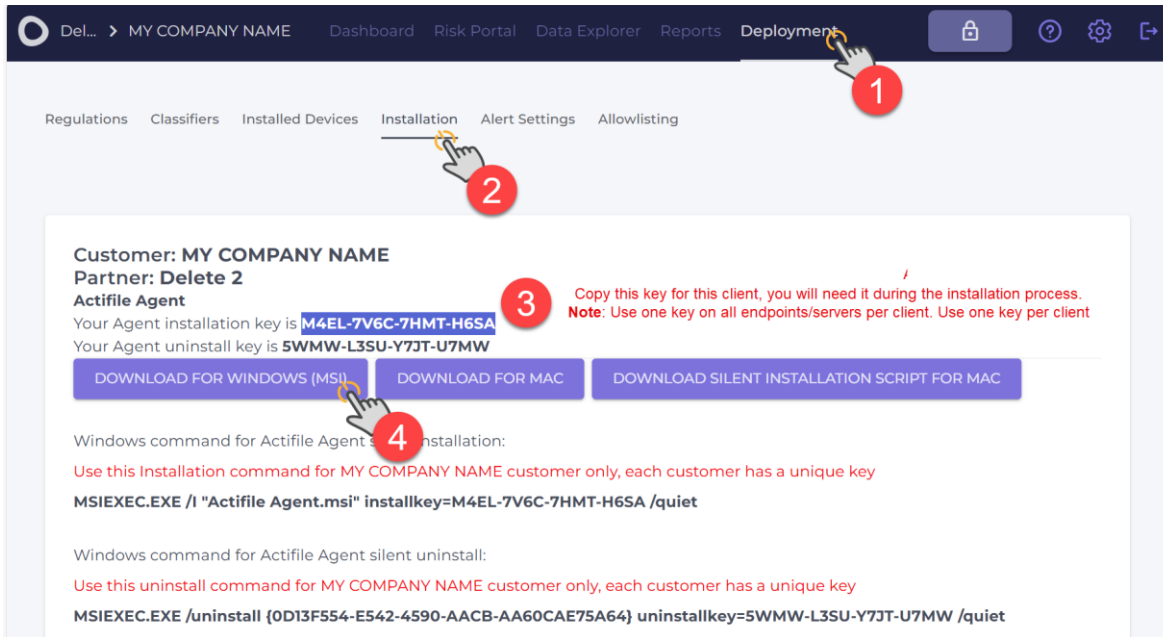 Del... > MY COMPANY NAME Dashboard Risk Portal Data Explorer Reports Deployment
1
Regulations Classifiers Installed Devices Installation Alert Settings Allowlisting
2
Customer: MY COMPANY NAME
Partner: Delete 2
Actifile Agent
Your Agent installation key is M4EL-7V6C-7HMT-H6SA
3
Copy this key for this client, you will need it during the installation process.
Note: Use one key on all endpoints/servers per client. Use one key per client
Your Agent uninstall key is 5WMW-L3SU-Y7JT-U7MW
DOWNLOAD FOR WINDOWS (MSI) DOWNLOAD FOR MAC DOWNLOAD SILENT INSTALLATION SCRIPT FOR MAC
4
Windows command for Actifile Agent nstallation:
Use this Installation command for MY COMPANY NAME customer only, each customer has a unique key
MSIEXEC.EXE /I "Actifile Agent.msi" installkey=M4EL-7V6C-7HMT-H6SA /quiet
Windows command for Actifile Agent silent uninstall:
Use this uninstall command for MY COMPANY NAME customer only, each customer has a unique key
MSIEXEC.EXE /uninstall {0D13F554-E542-4590-AACB-AA60CAE75A64} uninstallkey=5WMW-L3SU-Y7JT-U7MW /quiet